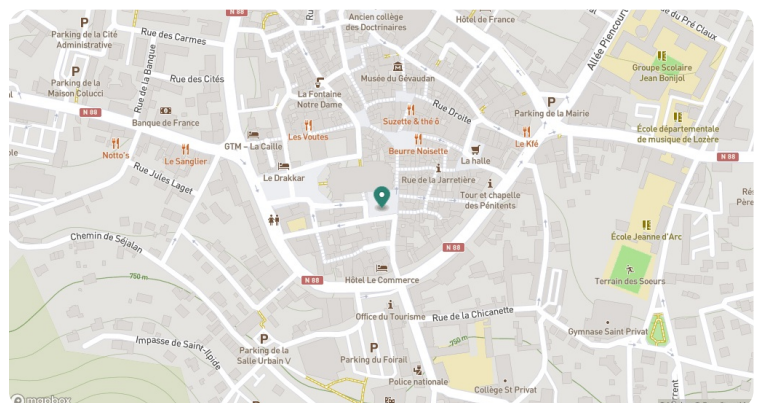 Parking de la Cité
Administrative
Rue des Carmes
N 88
Ancien collège
des Doctrinaires
Hôtel de France
Allée Piencourt
Rue du Pré Claux
Groupe Scolaire
Jean Bonijol
Parking de la
Maison Colucci
Rue de la Banque
Rue des Cités
La Fontaine
Notre Dame
Musée du Gévaudan
Rue Droite
Suzette & thé ô
Parking de la Mairie
N 88
Banque de France
Les Voutes
Beurre Noisette
Le Kfé
École départementale
de musique de Lozère
Notto's
Le Sanglier
GTM – La Caille
La halle
N 88
Rue Jules Laget
Le Drakkar
Rue de la Jarretière
Tour et chapelle
des Pénitents
Chemin de Séjalan
École Jeanne d'Arc
750 m
N 88
N 88
Hôtel Le Commerce
Terrain des Soeurs
Office du Tourisme
Rue de la Chicanette
Gymnase Saint Privat
Impasse de Saint-Ilpide
Parking de la
Salle Urbain V
Parking du Foirail
750 m
Police nationale
Collège St Privat
mapbox